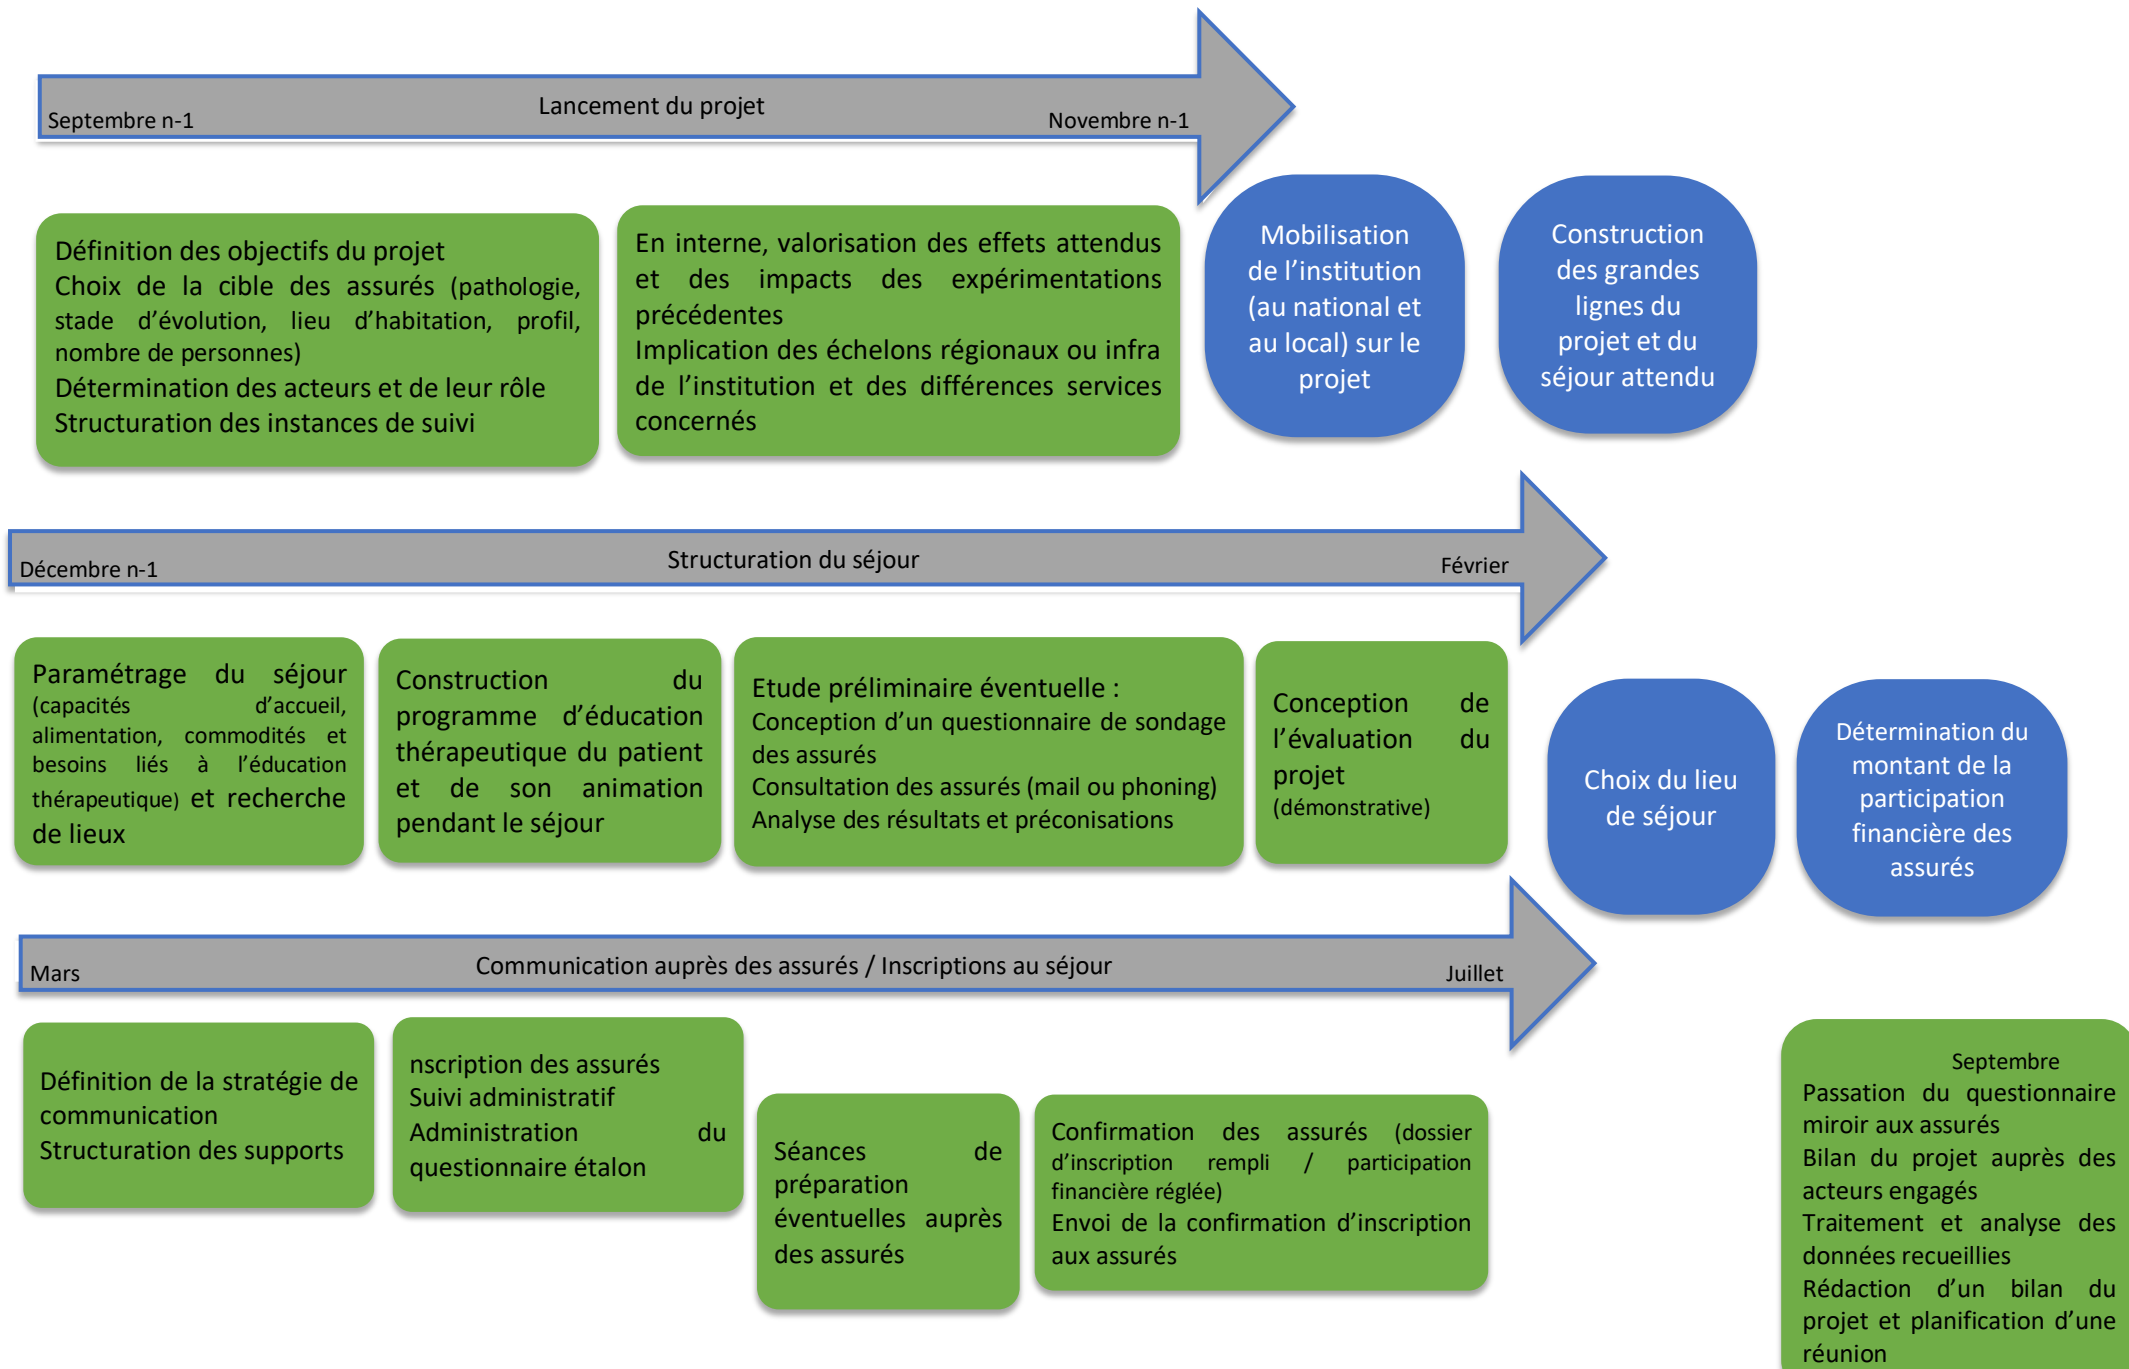 Septembre n-1
Lancement du projet
Novembre n-1
Définition des objectifs du projet
Choix de la cible des assurés (pathologie,
stade d’évolution, lieu d’habitation, profil,
nombre de personnes)
Détermination des acteurs et de leur rôle
Structuration des instances de suivi
En interne, valorisation des effets attendus
et des impacts des expérimentations
précédentes
Implication des échelons régionaux ou infra
de l’institution et des différences services
concernés
Mobilisation
de l’institution
(au national et
au local) sur le
projet
Construction
des grandes
lignes du
projet et du
séjour attendu
Décembre n-1
Structuration du séjour
Février
Paramétrage du séjour
(capacités d’accueil,
alimentation, commodités et
besoins liés à l’éducation
thérapeutique) et recherche
de lieux
Construction du
programme d’éducation
thérapeutique du patient
et de son animation
pendant le séjour
Etude préliminaire éventuelle :
Conception d’un questionnaire de sondage
des assurés
Consultation des assurés (mail ou phoning)
Analyse des résultats et préconisations
Conception de
l’évaluation du
projet
(démonstrative)
Choix du lieu
de séjour
Détermination du
montant de la
participation
financière des
assurés
Mars
Communication auprès des assurés / Inscriptions au séjour
Juillet
Définition de la stratégie de
communication
Structuration des supports
nscription des assurés
Suivi administratif
Administration du
questionnaire étalon
Séances de
préparation
éventuelles auprès
des assurés
Confirmation des assurés (dossier
d’inscription rempli / participation
financière réglée)
Envoi de la confirmation d’inscription
aux assurés
Septembre
Passation du questionnaire
miroir aux assurés
Bilan du projet auprès des
acteurs engagés
Traitement et analyse des
données recueillies
Rédaction d’un bilan du
projet et planification d’une
réunion